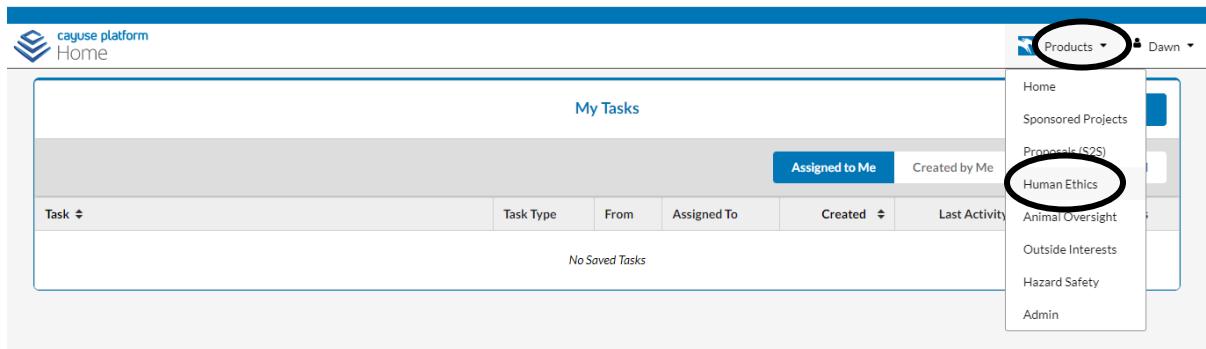 cayuse platform
Home
Products
Dawn
My Tasks
Assigned to Me
Created by Me
Task
Task Type
From
Assigned To
Created
Last Activity
No Saved Tasks
Home
Sponsored Projects
Proposals (S2S)
Human Ethics
Animal Oversight
Outside Interests
Hazard Safety
Admin